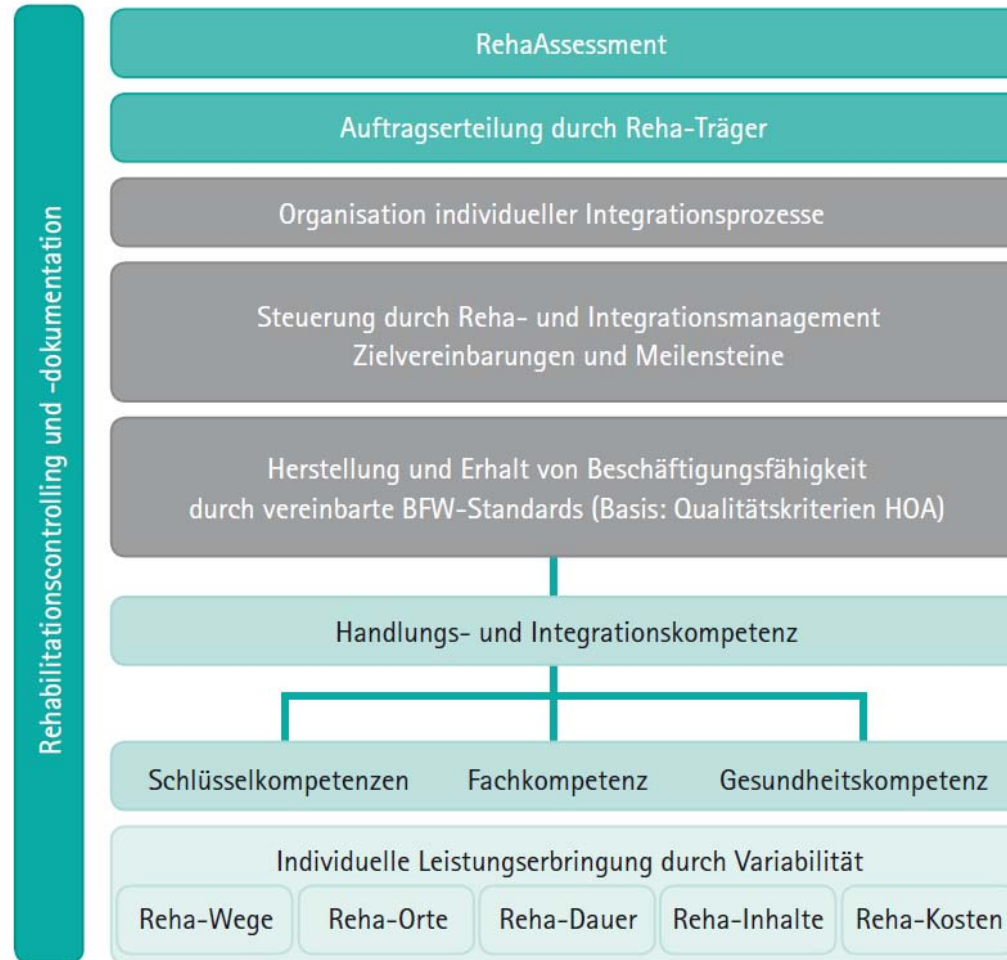 Rehabilitationscontrolling und -dokumentation
RehaAssessment
Auftragserteilung durch Reha-Träger
Organisation individueller Integrationsprozesse
Steuerung durch Reha- und Integrationsmanagement
Zielvereinbarungen und Meilensteine
Herstellung und Erhalt von Beschäftigungsfähigkeit
durch vereinbarte BFW-Standards (Basis: Qualitätskriterien HOA)
Handlungs- und Integrationskompetenz
Schlüsselkompetenzen Fachkompetenz Gesundheitskompetenz
Individuelle Leistungserbringung durch Variabilität
Reha-Wege Reha-Orte Reha-Dauer Reha-Inhalte Reha-Kosten